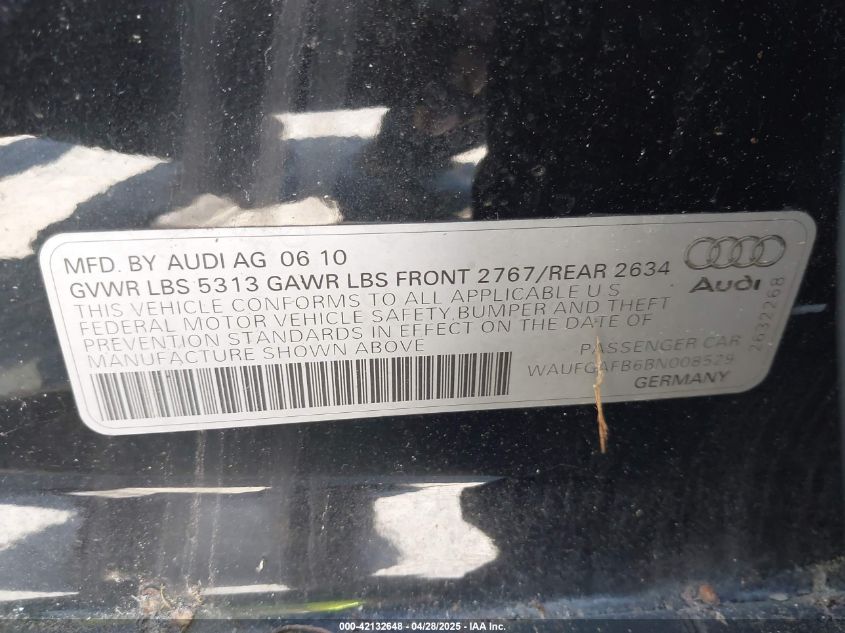 MFD. BY AUDI AG 06 10
GVWR LBS 5313 GAWR LBS FRONT 2767/REAR 2634
THIS VEHICLE CONFORMS TO ALL APPLICABLE U S
FEDERAL MOTOR VEHICLE SAFETY,BUMPER AND THEFT
PREVENTION STANDARDS IN EFFECT ON THE DATE OF
MANUFACTURE SHOWN ABOVE
Audi
2632268
PASSENGER CAR
WAUFGAFB6BN008529
GERMANY
000-42132648 - 04/28/2025 - IAA, Inc.